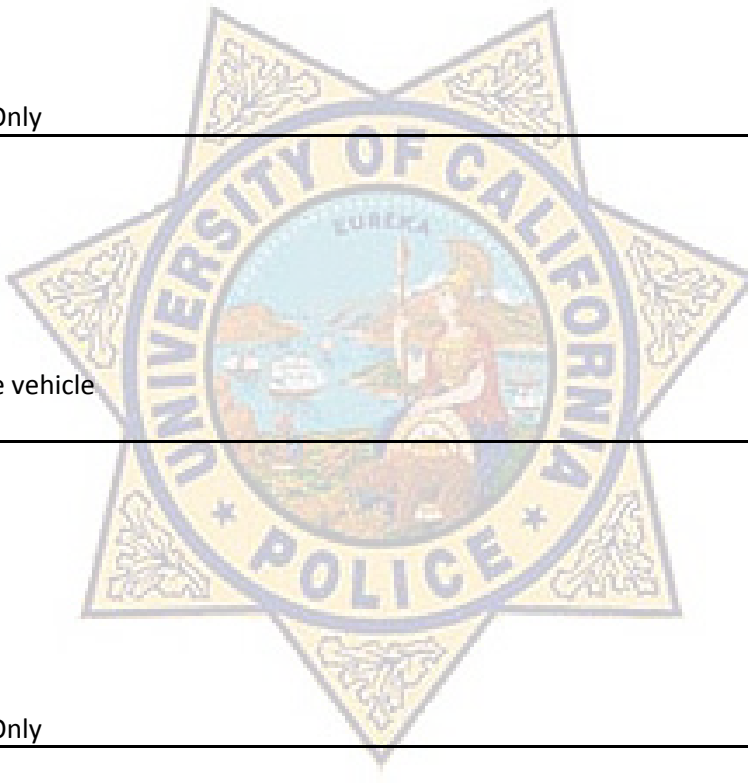 Only
UNIVERSITY OF CALIFORNIA
EUREKA
e vehicle
* POLICE *
Only